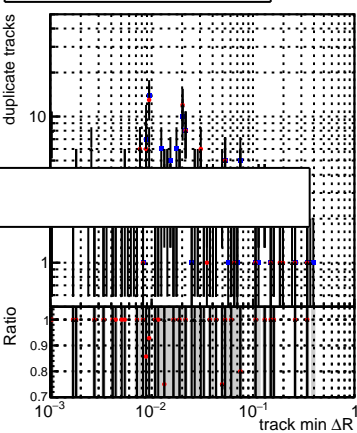 duplicate tracks
10
1
Ratio
1
0.9
0.8
0.7
10⁻³ 10⁻² 10⁻¹ 1
track min ΔR